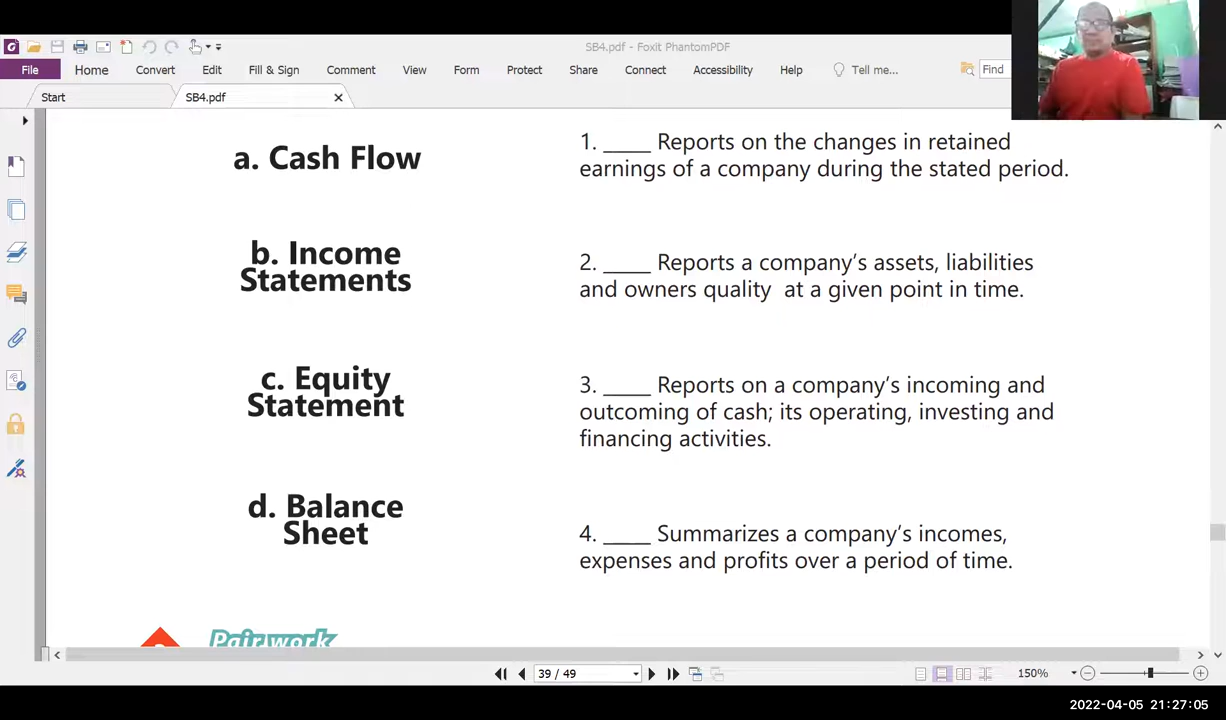 SB4.pdf - Foxit PhantomPDF
File Home Convert Edit Fill & Sign Comment View Form Protect Share Connect Accessibility Help Tell me... Find
Start SB4.pdf
a. Cash Flow
1. _____ Reports on the changes in retained
earnings of a company during the stated period.
b. Income
Statements
2. _____ Reports a company's assets, liabilities
and owners quality at a given point in time.
c. Equity
Statement
3. _____ Reports on a company's incoming and
outcoming of cash; its operating, investing and
financing activities.
d. Balance
Sheet
4. _____ Summarizes a company's incomes,
expenses and profits over a period of time.
Pair work
39 / 49
150%
2022-04-05 21:27:05